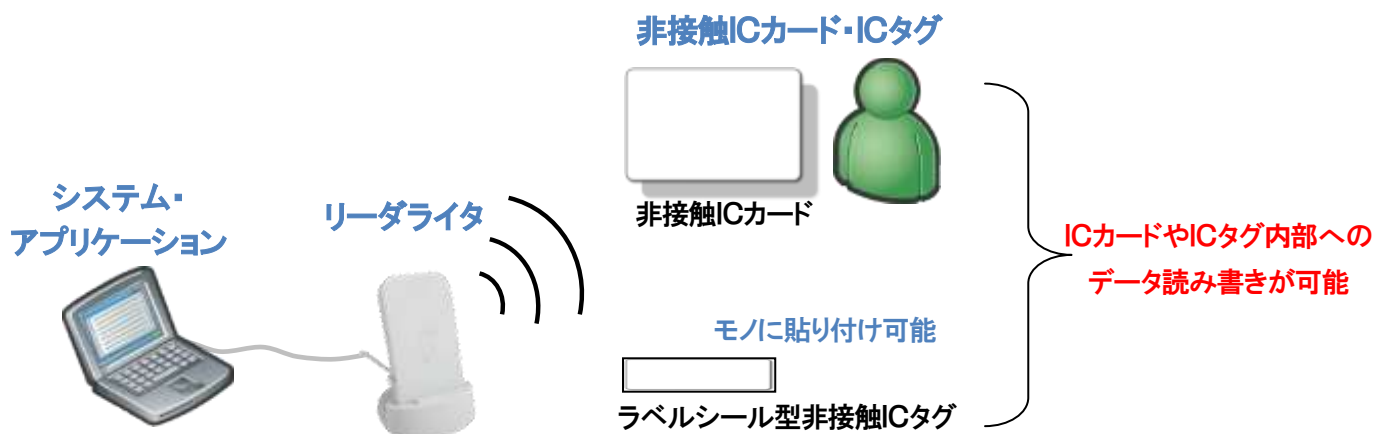 非接触ICカード・ICタグ
システム・
アプリケーション
リーダライタ
非接触ICカード
ICカードやICタグ内部への
データ読み書きが可能
モノに貼り付け可能
ラベルシール型非接触ICタグ